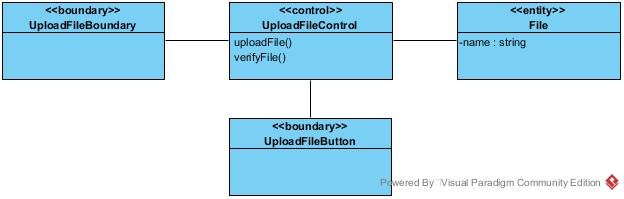 <<boundary>>
UploadFileBoundary
<<control>>
UploadFileControl
uploadFile()
verifyFile()
<<entity>>
File
-name : string
<<boundary>>
UploadFileButton
Powered By Visual Paradigm Community Edition